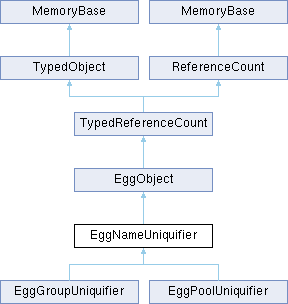 MemoryBase MemoryBase
TypedObject ReferenceCount
TypedReferenceCount
EggObject
EggNameUniquifier
EggGroupUniquifier EggPoolUniquifier